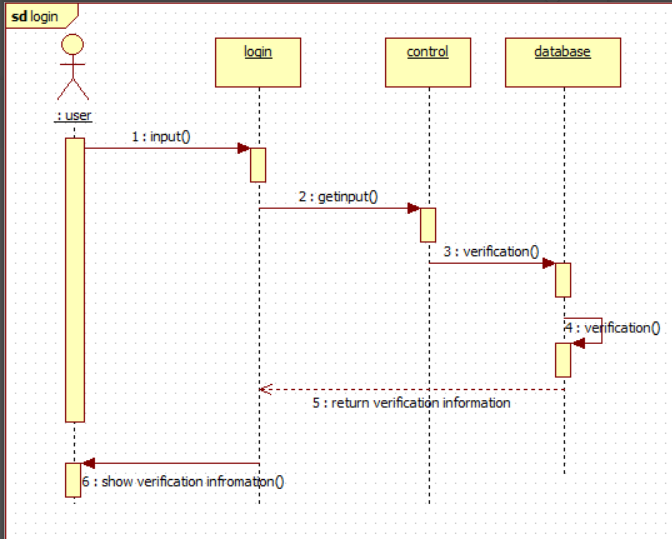 sd login
login
control
database
: user
1 : input()
2 : getinput()
3 : verification()
4 : verification()
5 : return verification information
6 : show verification infromation()